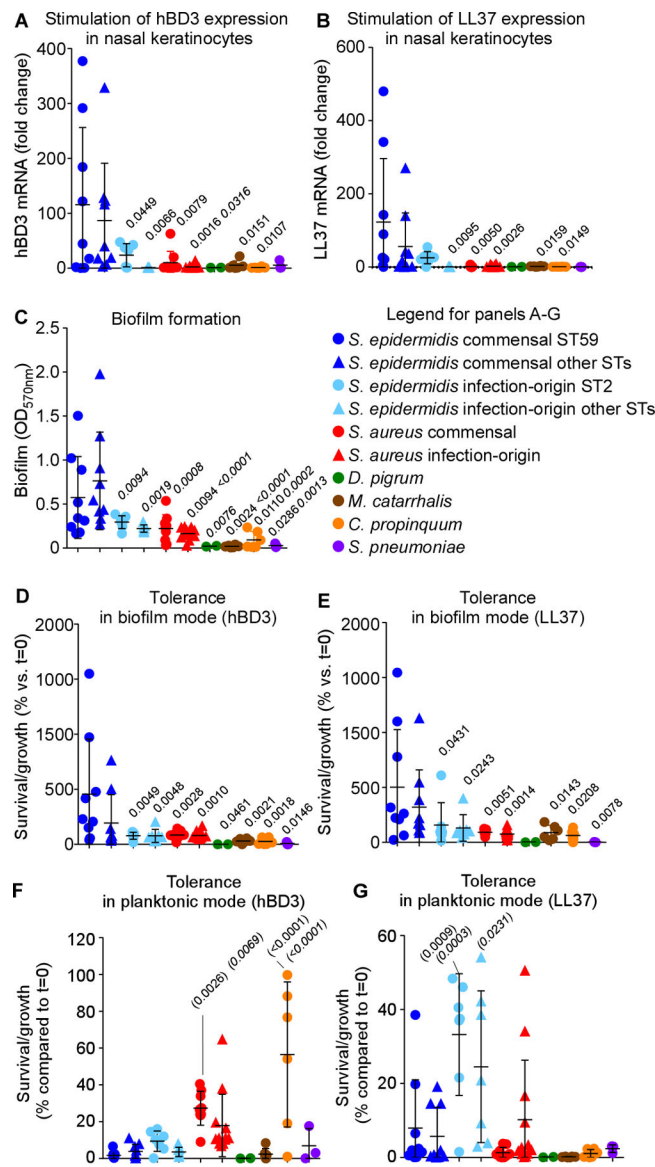 A
Stimulation of hBD3 expression
in nasal keratinocytes
hBD3 mRNA (fold change)
400
300
200
100
0
0.0449
0.0066
0.0079
0.0016
0.0316
0.0151
0.0107
B
Stimulation of LL37 expression
in nasal keratinocytes
LL37 mRNA (fold change)
600
400
200
0
0.0095
0.0050
0.0026
0.0159
0.0149
C
Biofilm formation
Biofilm (OD570nm)
2.5
2.0
1.5
1.0
0.5
0.0
0.0094
0.0019
0.0008
0.0094 <0.0001
0.0076
0.0024 <0.0001
0.0110 0.0002
0.0286 0.0013
Legend for panels A-G
S. epidermidis commensal ST59
S. epidermidis commensal other STs
S. epidermidis infection-origin ST2
S. epidermidis infection-origin other STs
S. aureus commensal
S. aureus infection-origin
D. pigrum
M. catarrhalis
C. propinquum
S. pneumoniae
D
Tolerance
in biofilm mode (hBD3)
Survival/growth (% vs. t=0)
2000
1500
1000
1500
500
0
0.0049
0.0048
0.0028
0.0010
0.0461
0.0021
0.0018
0.0146
E
Tolerance
in biofilm mode (LL37)
Survival/growth (% vs. t=0)
2000
1000
1500
500
0
0.0431
0.0243
0.0051
0.0014
0.0143
0.0208
0.0078
F
Tolerance
in planktonic mode (hBD3)
Survival/growth
(% compared to t=0)
120
100
80
60
40
20
0
(0.0026)
(0.0069)
(<0.0001)
(<0.0001)
G
Tolerance
in planktonic mode (LL37)
Survival/growth
(% compared to t=0)
60
40
20
0
(0.0009)
(0.0003)
(0.0231)